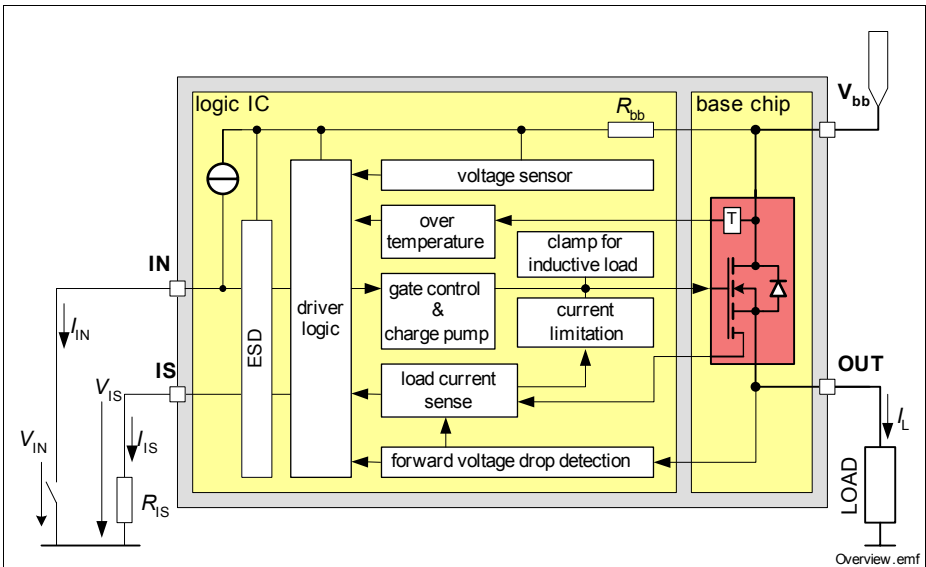 logic IC
R bb
base chip
V bb
voltage sensor
T
over
temperature
clamp for
inductive load
IN
gate control
&
charge pump
driver
logic
current
limitation
I IN
ESD
IS
load current
sense
OUT
V IS
I L
V IN
I IS
forward voltage drop detection
R IS
LOAD
Overview.emf